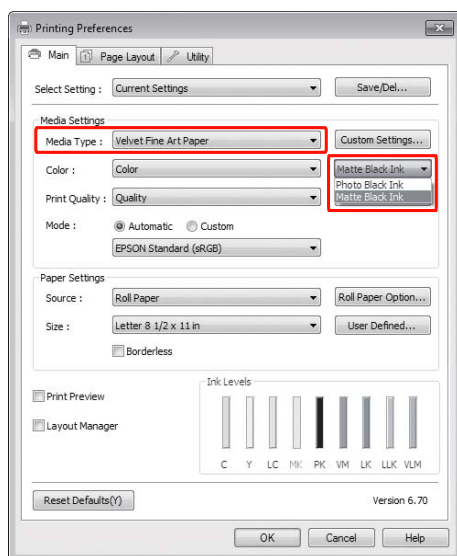 Printing Preferences
Main Page Layout Utility
Select Setting : Current Settings Save/Del...
Media Settings
Media Type : Velvet Fine Art Paper Custom Settings...
Color : Color Matte Black Ink
Photo Black Ink
Print Quality : Quality Matte Black Ink
Mode : Automatic Custom
EPSON Standard (sRGB)
Paper Settings
Source : Roll Paper Roll Paper Option...
Size : Letter 8 1/2 x 11 in User Defined...
Borderless
Ink Levels
Print Preview
Layout Manager
C Y LC MK PK VM LK LLK VLM
Reset Defaults(Y) Version 6.70
OK Cancel Help